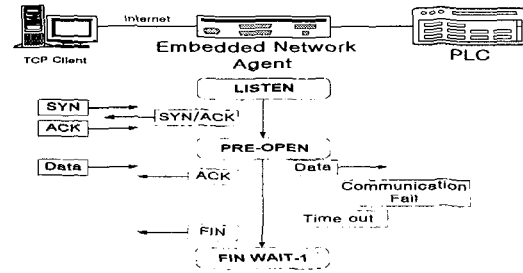 Internet
TCP Client
Embedded Network
Agent
PLC
LISTEN
SYN
SYN/ACK
ACK
PRE-OPEN
Data
ACK
Data
Communication
Fail
Time out
FIN
FIN WAIT-1